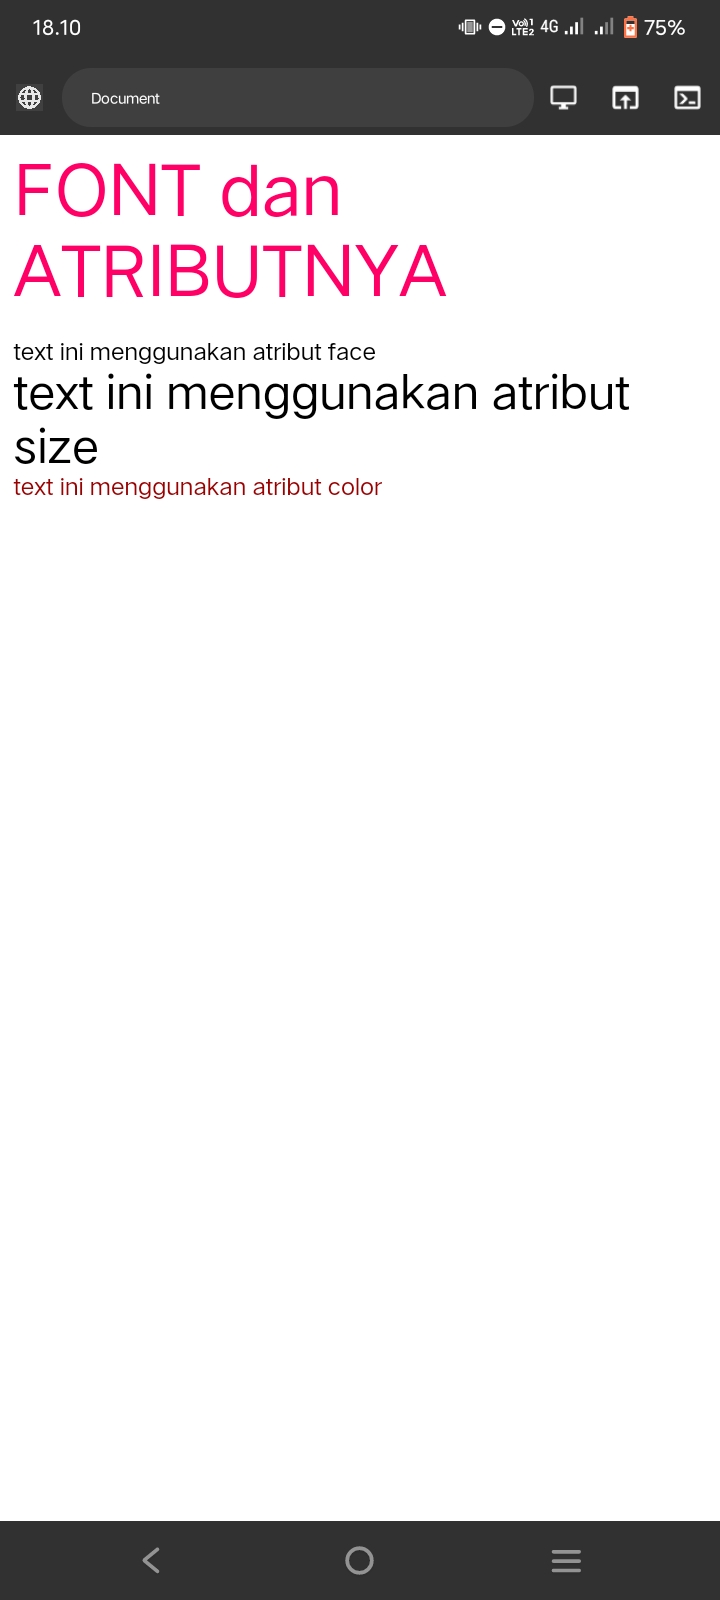 18.10
Vo)) 1
LTE2
4G
75%
Document
FONT dan
ATRIBUTNYA
text ini menggunakan atribut face
text ini menggunakan atribut
size
text ini menggunakan atribut color